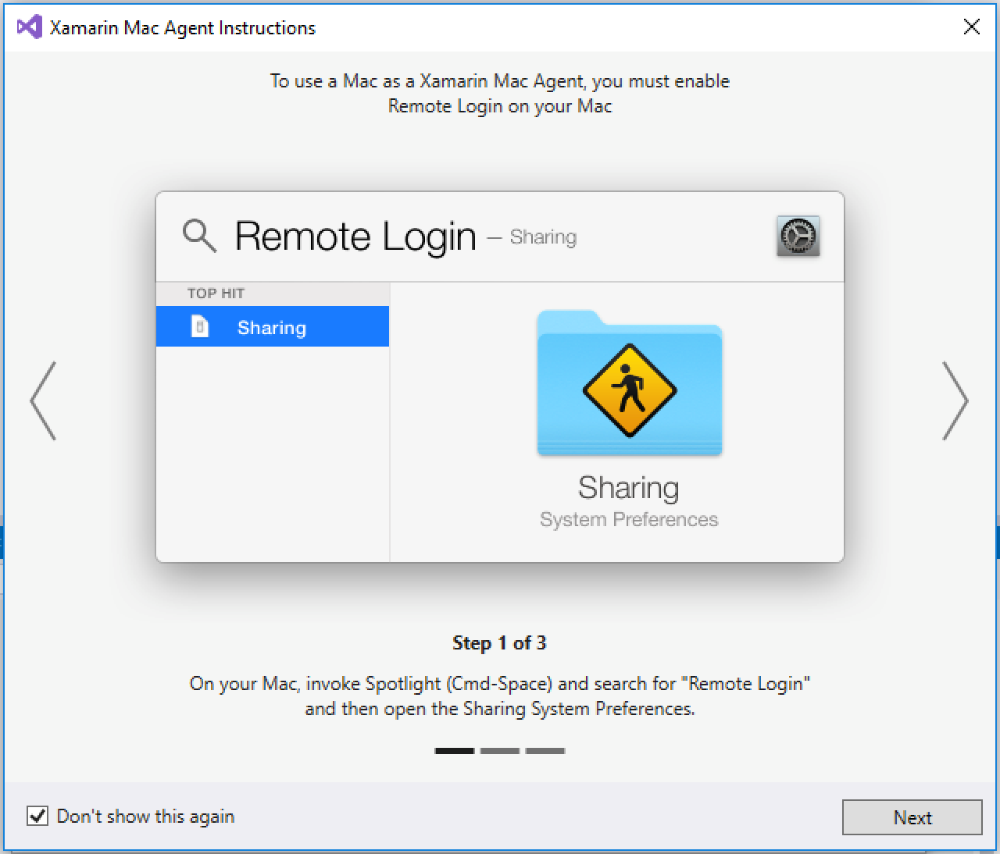 Xamarin Mac Agent Instructions
To use a Mac as a Xamarin Mac Agent, you must enable
Remote Login on your Mac
Remote Login — Sharing
TOP HIT
Sharing
Sharing
System Preferences
Step 1 of 3
On your Mac, invoke Spotlight (Cmd-Space) and search for "Remote Login"
and then open the Sharing System Preferences.
Don't show this again
Next